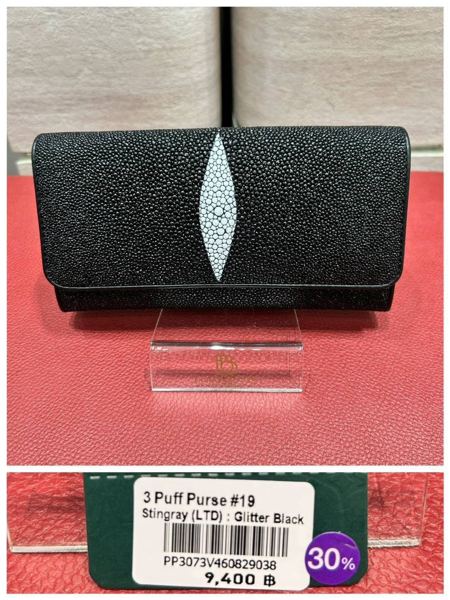 3 Puff Purse #19
Stingray (LTD) : Glitter Black
PP3073V460829038
9,400 ฿
30%